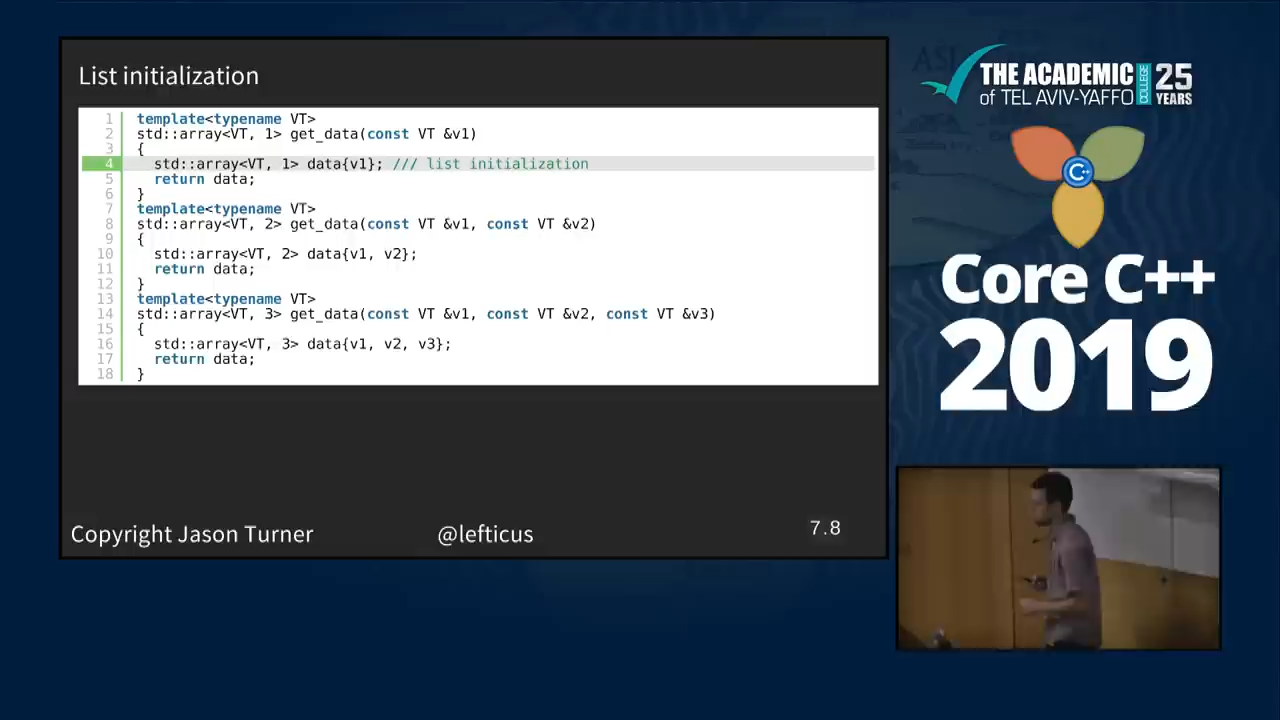 List initialization
1 template<typename VT>
2 std::array<VT, 1> get_data(const VT &v1)
3 {
4   std::array<VT, 1> data{v1}; /// list initialization
5   return data;
6 }
7 template<typename VT>
8 std::array<VT, 2> get_data(const VT &v1, const VT &v2)
9 {
10   std::array<VT, 2> data{v1, v2};
11   return data;
12 }
13 template<typename VT>
14 std::array<VT, 3> get_data(const VT &v1, const VT &v2, const VT &v3)
15 {
16   std::array<VT, 3> data{v1, v2, v3};
17   return data;
18 }
Copyright Jason Turner @lefticus 7.8
THE ACADEMIC COLLEGE 25
of TEL AVIV-YAFFO YEARS
C++
Core C++
2019